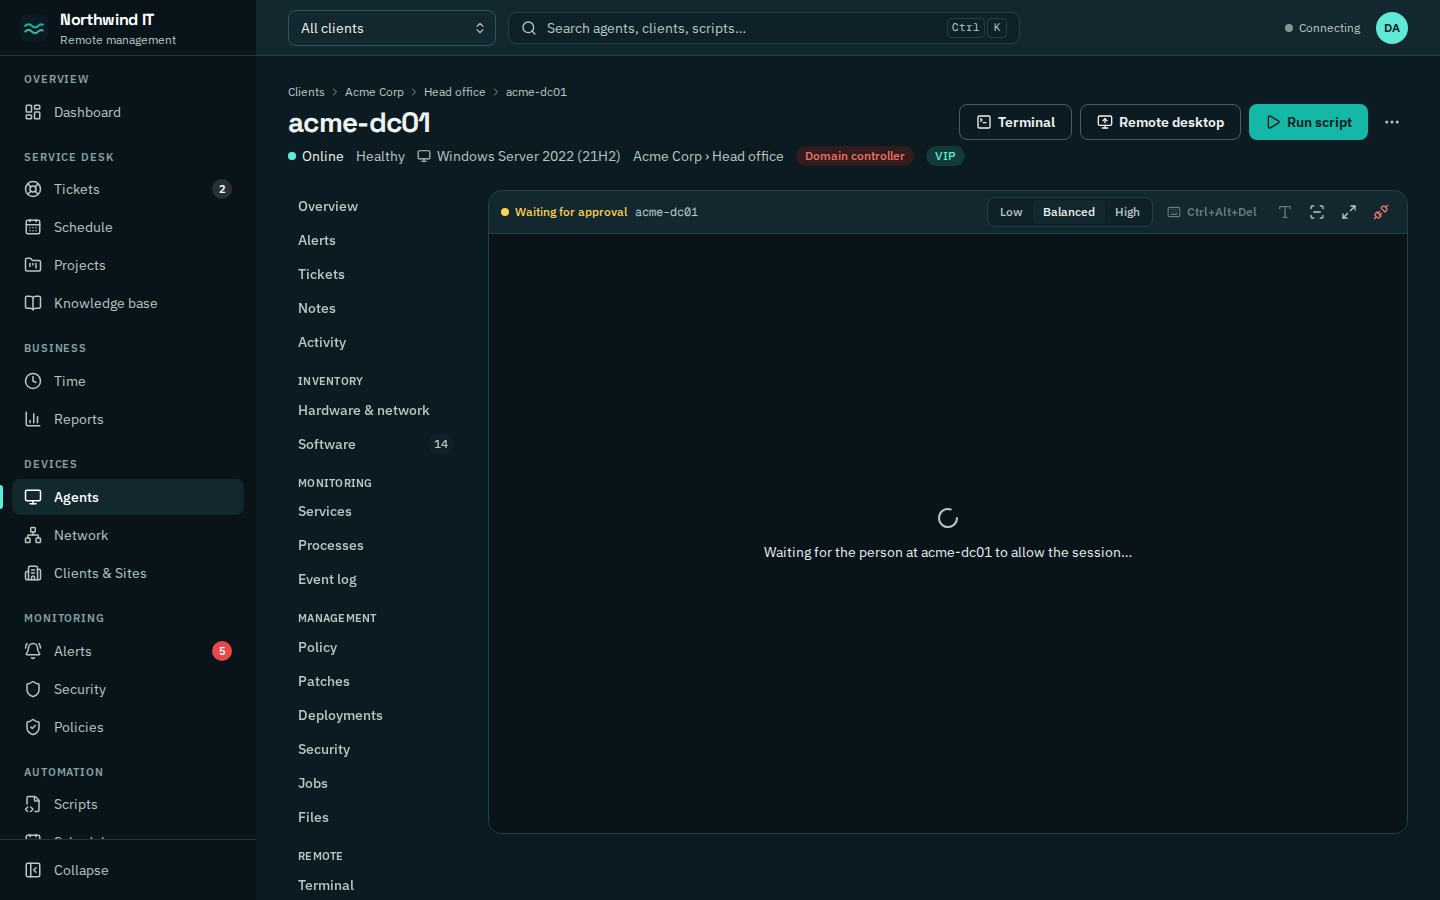 Northwind IT
Remote management
All clients
Search agents, clients, scripts...
Ctrl K
Connecting
DA
OVERVIEW
Dashboard
SERVICE DESK
Tickets 2
Schedule
Projects
Knowledge base
BUSINESS
Time
Reports
DEVICES
Agents
Network
Clients & Sites
MONITORING
Alerts 5
Security
Policies
AUTOMATION
Scripts
Collapse
Clients > Acme Corp > Head office > acme-dc01
acme-dc01
Terminal
Remote desktop
Run script
Online Healthy Windows Server 2022 (21H2) Acme Corp › Head office Domain controller VIP
Overview
Alerts
Tickets
Notes
Activity
INVENTORY
Hardware & network
Software 14
MONITORING
Services
Processes
Event log
MANAGEMENT
Policy
Patches
Deployments
Security
Jobs
Files
REMOTE
Terminal
Waiting for approval acme-dc01
Low Balanced High
Ctrl+Alt+Del
Waiting for the person at acme-dc01 to allow the session...